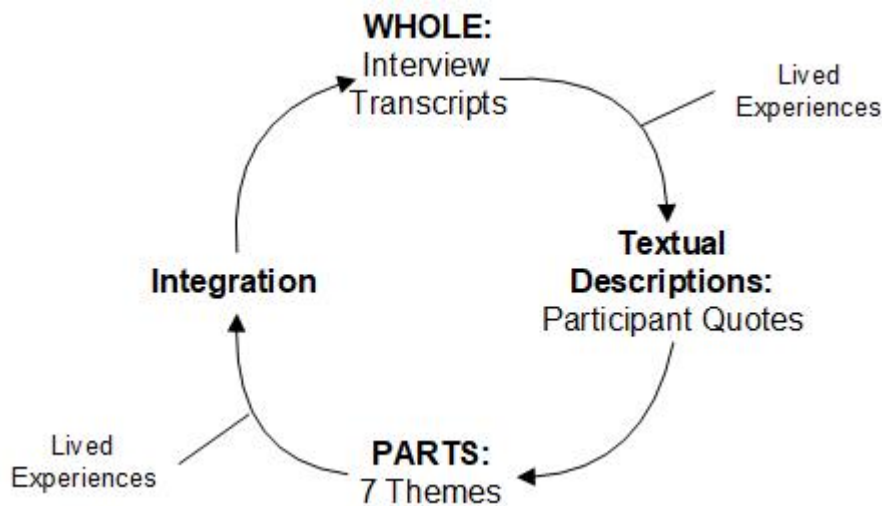 WHOLE:
Interview
Transcripts
Lived
Experiences
Textual
Descriptions:
Participant Quotes
Integration
Lived
Experiences
PARTS:
7 Themes